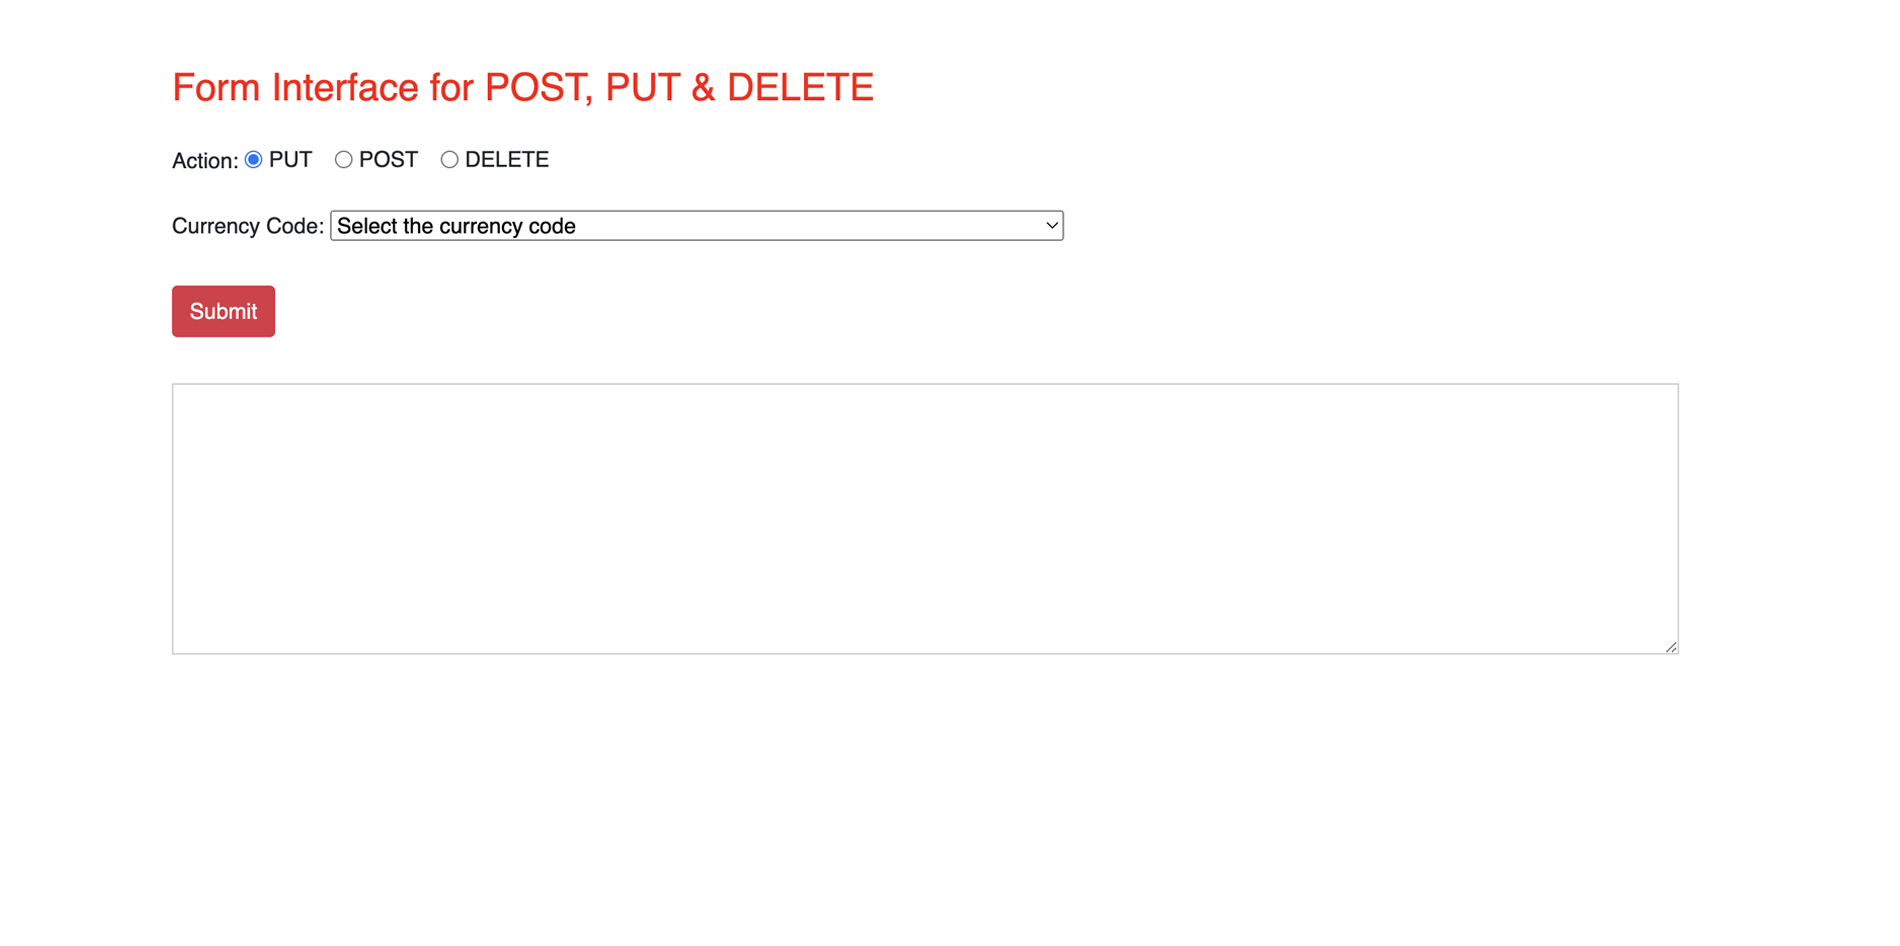 Form Interface for POST, PUT & DELETE
Action: PUT POST DELETE
Currency Code: Select the currency code
Submit